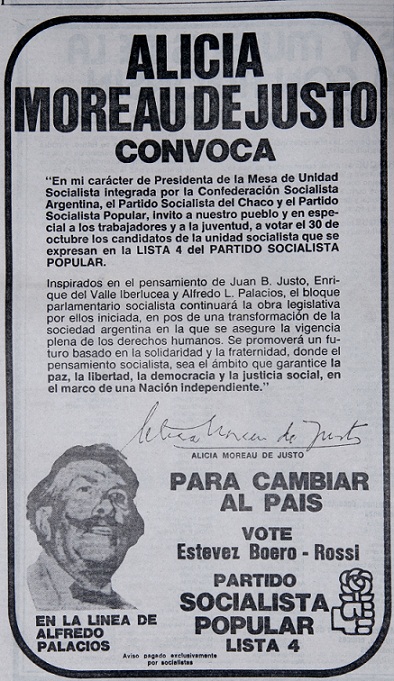 ALICIA
MOREAU DE JUSTO
CONVOCA
"En mi carácter de Presidenta de la Mesa de Unidad
Socialista integrada por la Confederación Socialista
Argentina, el Partido Socialista del Chaco y el Partido
Socialista Popular, invito a nuestro pueblo y en espe-
cial a los trabajadores y a la juventud, a votar el 30 de
octubre los candidatos de la unidad socialista que se
expresan en la LISTA 4 del PARTIDO SOCIALISTA
POPULAR.
Inspirados en el pensamiento de Juan B. Justo, Enri-
que del Valle Iberlucea y Alfredo L. Palacios, el bloque
parlamentario socialista continuará la obra legislativa
por ellos iniciada, en pos de una transformación de la
sociedad argentina en la que se asegure la vigencia
plena de los derechos humanos. Se promoverá un fu-
turo basado en la solidaridad y la fraternidad, donde el
pensamiento socialista, sea el ámbito que garantice la
paz, la libertad, la democracia y la justicia social, en
el marco de una Nación independiente."
Alicia Moreau de Justo
ALICIA MOREAU DE JUSTO
PARA CAMBIAR
AL PAIS
VOTE
Estevez Boero - Rossi
PARTIDO
SOCIALISTA
POPULAR
LISTA 4
EN LA LINEA DE
ALFREDO
PALACIOS
Aviso pagado exclusivamente
por socialistas